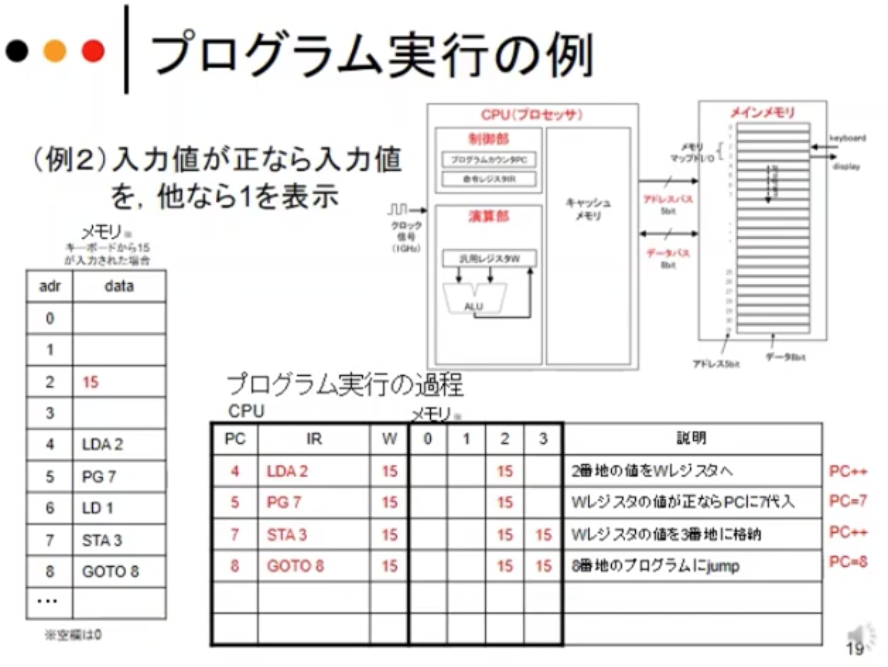 プログラム実行の例
(例2)入力値が正なら入力値
を，他なら1を表示
CPU(プロセッサ)
制御部
プログラムカウンタPC
命令レジスタIR
演算部
汎用レジスタW
ALU
キャッシュ
メモリ
クロック
信号
(1GHz)
アドレスバス
5bit
データバス
8bit
メインメモリ
メモリ
マップドI/O
keyboard
display
アドレス5bit
データ8bit
メモリ※
キーボードから15
が入力された場合
adr data
0
1
2 15
3
4 LDA 2
5 PG 7
6 LD 1
7 STA 3
8 GOTO 8
...
※空欄は0
プログラム実行の過程
CPU メモリ※
PC IR W 0 1 2 3 説明
4 LDA 2 15 15 2番地の値をWレジスタへ PC++
5 PG 7 15 15 Wレジスタの値が正ならPCに7代入 PC=7
7 STA 3 15 15 15 Wレジスタの値を3番地に格納 PC++
8 GOTO 8 15 15 15 8番地のプログラムにjump PC=8
19